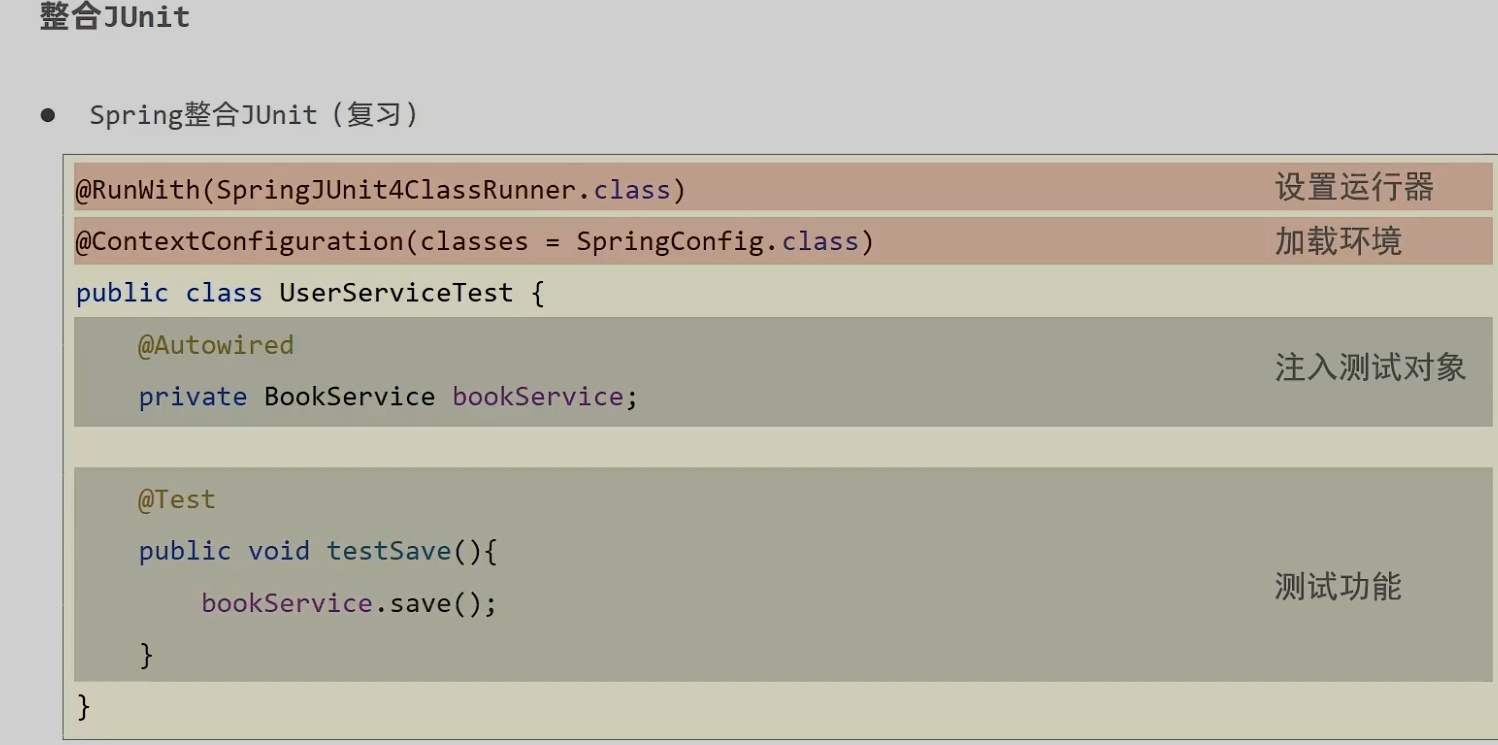 整合JUnit
● Spring整合JUnit（复习）
@RunWith(SpringJUnit4ClassRunner.class) 设置运行器
@ContextConfiguration(classes = SpringConfig.class) 加载环境
public class UserServiceTest {
@Autowired
注入测试对象
private BookService bookService;
@Test
public void testSave(){
测试功能
bookService.save();
}
}